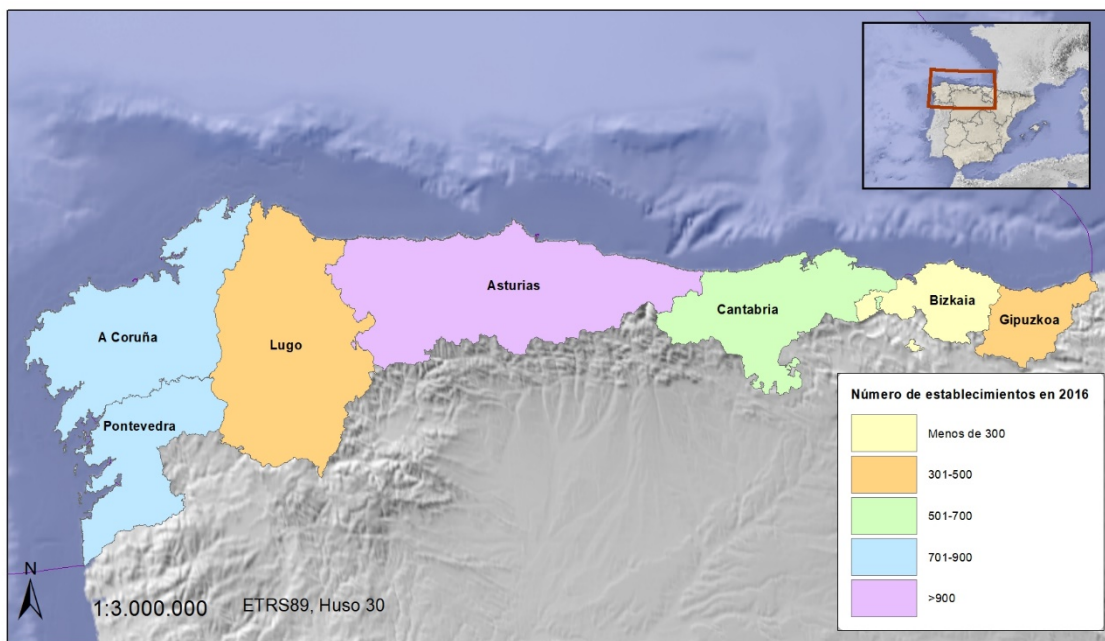 Asturias
Cantabria
Bizkaia
Gipuzkoa
A Coruña
Lugo
Pontevedra
Número de establecimientos en 2016
Menos de 300
301-500
501-700
701-900
>900
N
1:3.000.000
ETRS89, Huso 30